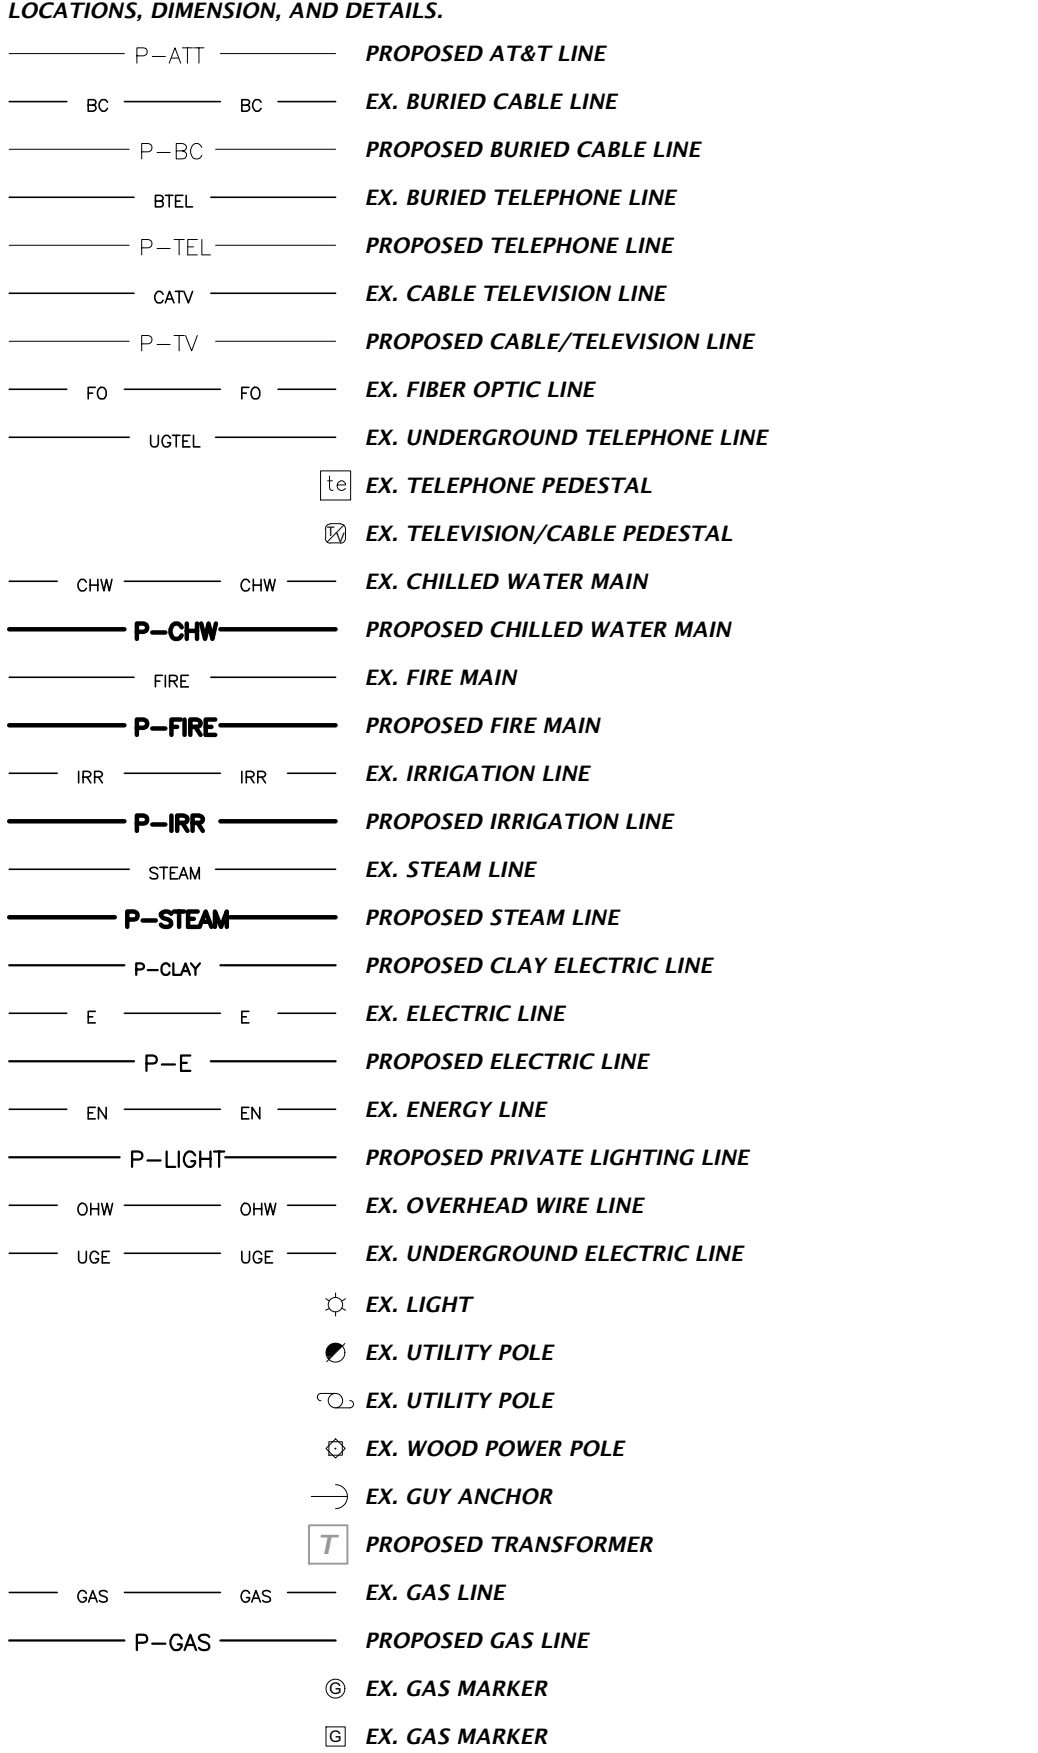 LOCATIONS, DIMENSION, AND DETAILS.
P-ATT PROPOSED AT&T LINE
BC BC EX. BURIED CABLE LINE
P-BC PROPOSED BURIED CABLE LINE
BTEL EX. BURIED TELEPHONE LINE
P-TEL PROPOSED TELEPHONE LINE
CATV EX. CABLE TELEVISION LINE
P-TV PROPOSED CABLE/TELEVISION LINE
FO FO EX. FIBER OPTIC LINE
UGTEL EX. UNDERGROUND TELEPHONE LINE
te EX. TELEPHONE PEDESTAL
TV EX. TELEVISION/CABLE PEDESTAL
CHW CHW EX. CHILLED WATER MAIN
P-CHW PROPOSED CHILLED WATER MAIN
FIRE EX. FIRE MAIN
P-FIRE PROPOSED FIRE MAIN
IRR IRR EX. IRRIGATION LINE
P-IRR PROPOSED IRRIGATION LINE
STEAM EX. STEAM LINE
P-STEAM PROPOSED STEAM LINE
P-CLAY PROPOSED CLAY ELECTRIC LINE
E E EX. ELECTRIC LINE
P-E PROPOSED ELECTRIC LINE
EN EN EX. ENERGY LINE
P-LIGHT PROPOSED PRIVATE LIGHTING LINE
OHW OHW EX. OVERHEAD WIRE LINE
UGE UGE EX. UNDERGROUND ELECTRIC LINE
EX. LIGHT
EX. UTILITY POLE
EX. UTILITY POLE
EX. WOOD POWER POLE
EX. GUY ANCHOR
T PROPOSED TRANSFORMER
GAS GAS EX. GAS LINE
P-GAS PROPOSED GAS LINE
G EX. GAS MARKER
G EX. GAS MARKER